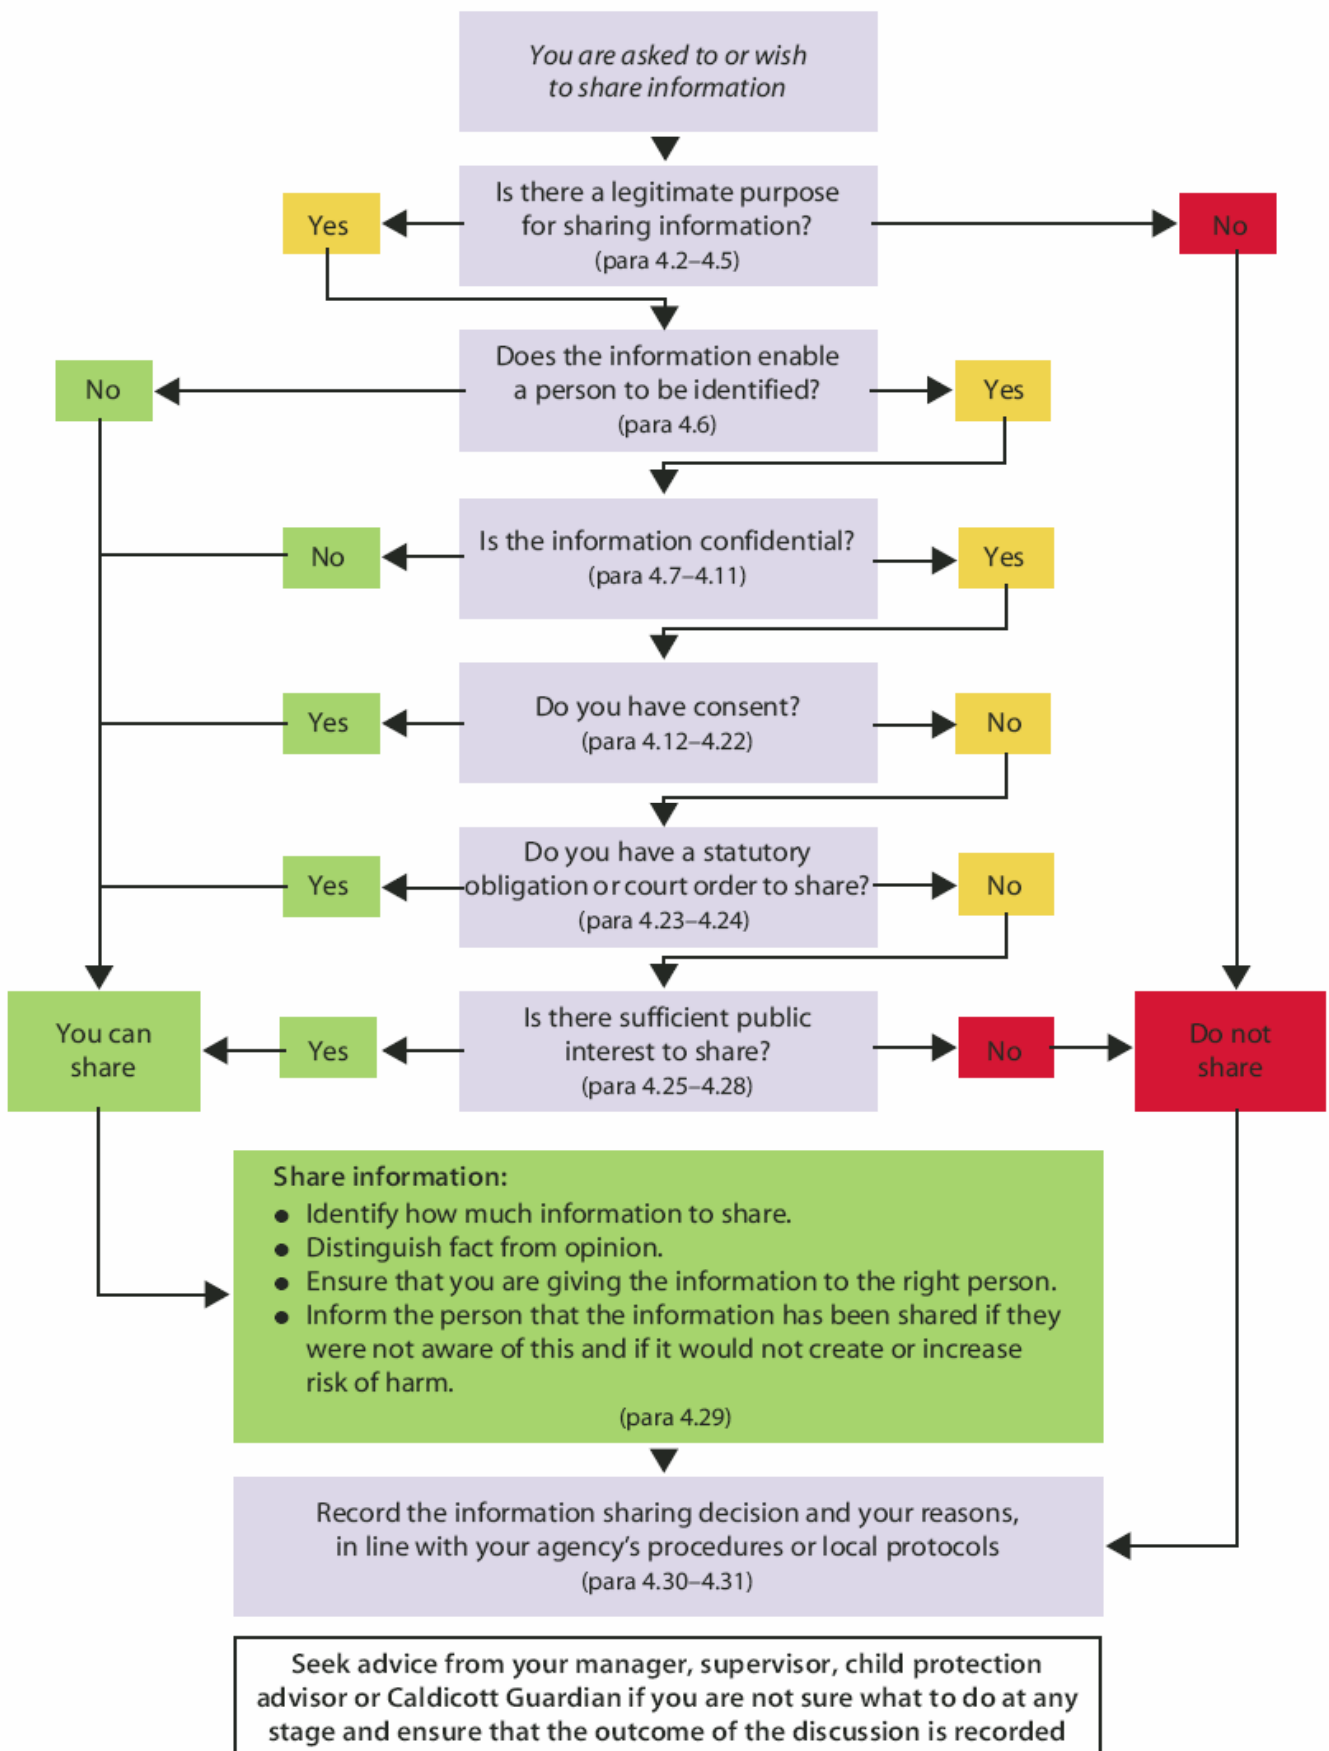 You are asked to or wish
to share information
Is there a legitimate purpose
for sharing information?
(para 4.2–4.5)
Yes
No
Does the information enable
a person to be identified?
(para 4.6)
No
Yes
Is the information confidential?
(para 4.7–4.11)
No
Yes
Do you have consent?
(para 4.12–4.22)
Yes
No
Do you have a statutory
obligation or court order to share?
(para 4.23–4.24)
Yes
No
You can
share
Yes
Is there sufficient public
interest to share?
(para 4.25–4.28)
No
Do not
share
Share information:
● Identify how much information to share.
● Distinguish fact from opinion.
● Ensure that you are giving the information to the right person.
● Inform the person that the information has been shared if they
were not aware of this and if it would not create or increase
risk of harm.
(para 4.29)
Record the information sharing decision and your reasons,
in line with your agency’s procedures or local protocols
(para 4.30–4.31)
Seek advice from your manager, supervisor, child protection
advisor or Caldicott Guardian if you are not sure what to do at any
stage and ensure that the outcome of the discussion is recorded